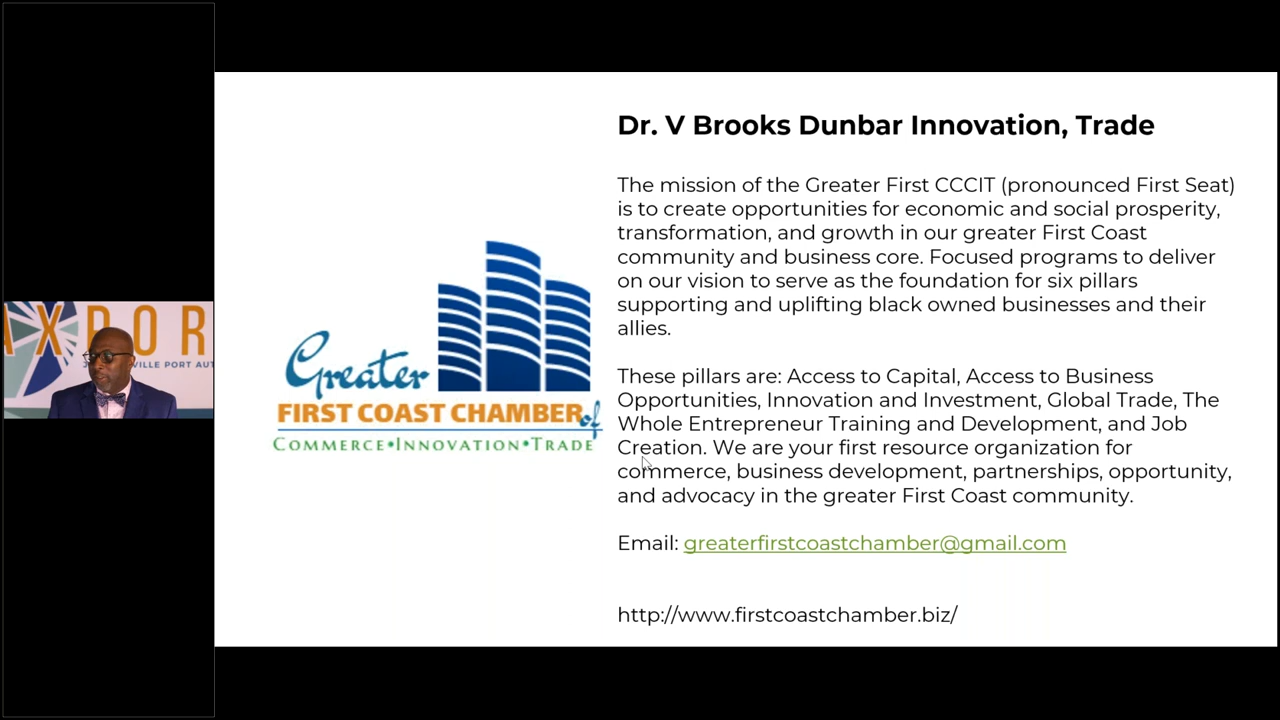 Dr. V Brooks Dunbar Innovation, Trade
The mission of the Greater First CCCIT (pronounced First Seat)
is to create opportunities for economic and social prosperity,
transformation, and growth in our greater First Coast
community and business core. Focused programs to deliver
on our vision to serve as the foundation for six pillars
supporting and uplifting black owned businesses and their
allies.
These pillars are: Access to Capital, Access to Business
Opportunities, Innovation and Investment, Global Trade, The
Whole Entrepreneur Training and Development, and Job
Creation. We are your first resource organization for
commerce, business development, partnerships, opportunity,
and advocacy in the greater First Coast community.
Email: greaterfirstcoastchamber@gmail.com
http://www.firstcoastchamber.biz/
Greater
FIRST COAST CHAMBER of
COMMERCE•INNOVATION•TRADE
AXPOR
PORT AUT